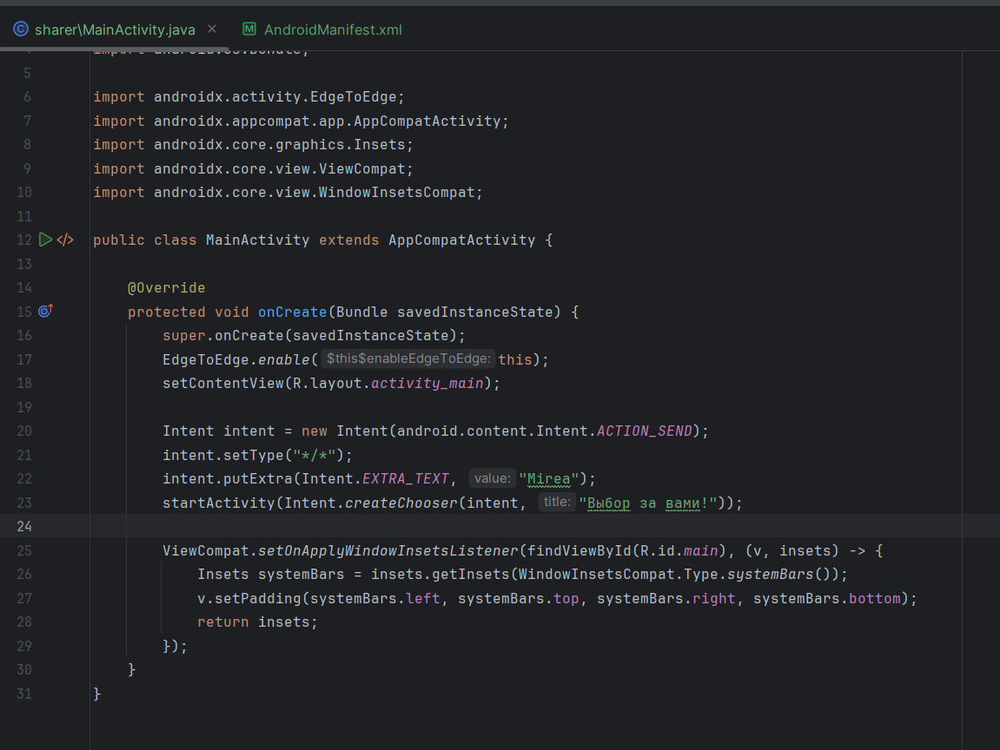 sharer\MainActivity.java
AndroidManifest.xml
4 import android.os.Bundle;
5
6 import androidx.activity.EdgeToEdge;
7 import androidx.appcompat.app.AppCompatActivity;
8 import androidx.core.graphics.Insets;
9 import androidx.core.view.ViewCompat;
10 import androidx.core.view.WindowInsetsCompat;
11
12 </> public class MainActivity extends AppCompatActivity {
13
14 @Override
15 protected void onCreate(Bundle savedInstanceState) {
16 super.onCreate(savedInstanceState);
17 EdgeToEdge.enable( $this$enableEdgeToEdge: this);
18 setContentView(R.layout.activity_main);
19
20 Intent intent = new Intent(android.content.Intent.ACTION_SEND);
21 intent.setType("*/*");
22 intent.putExtra(Intent.EXTRA_TEXT, value: "Mirea");
23 startActivity(Intent.createChooser(intent, title: "Выбор за вами!"));
24
25 ViewCompat.setOnApplyWindowInsetsListener(findViewById(R.id.main), (v, insets) -> {
26 Insets systemBars = insets.getInsets(WindowInsetsCompat.Type.systemBars());
27 v.setPadding(systemBars.left, systemBars.top, systemBars.right, systemBars.bottom);
28 return insets;
29 });
30 }
31 }